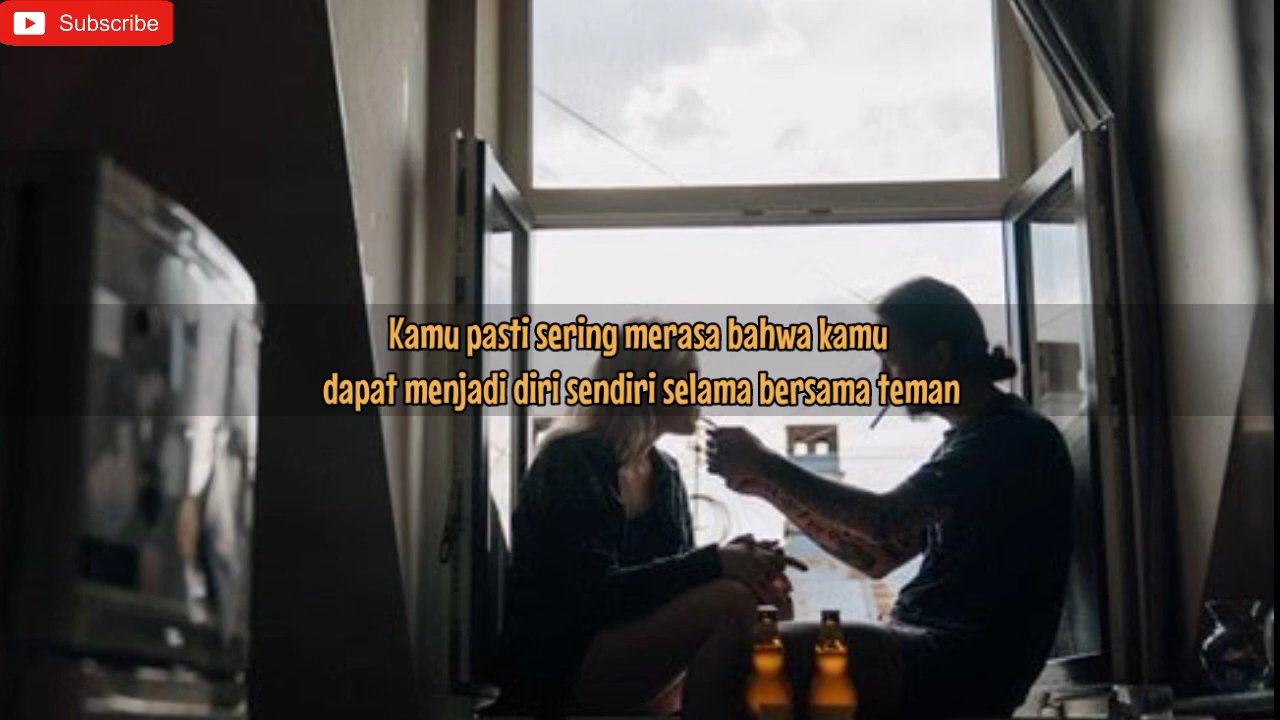 Subscribe
Kamu pasti sering merasa bahwa kamu
dapat menjadi diri sendiri selama bersama teman